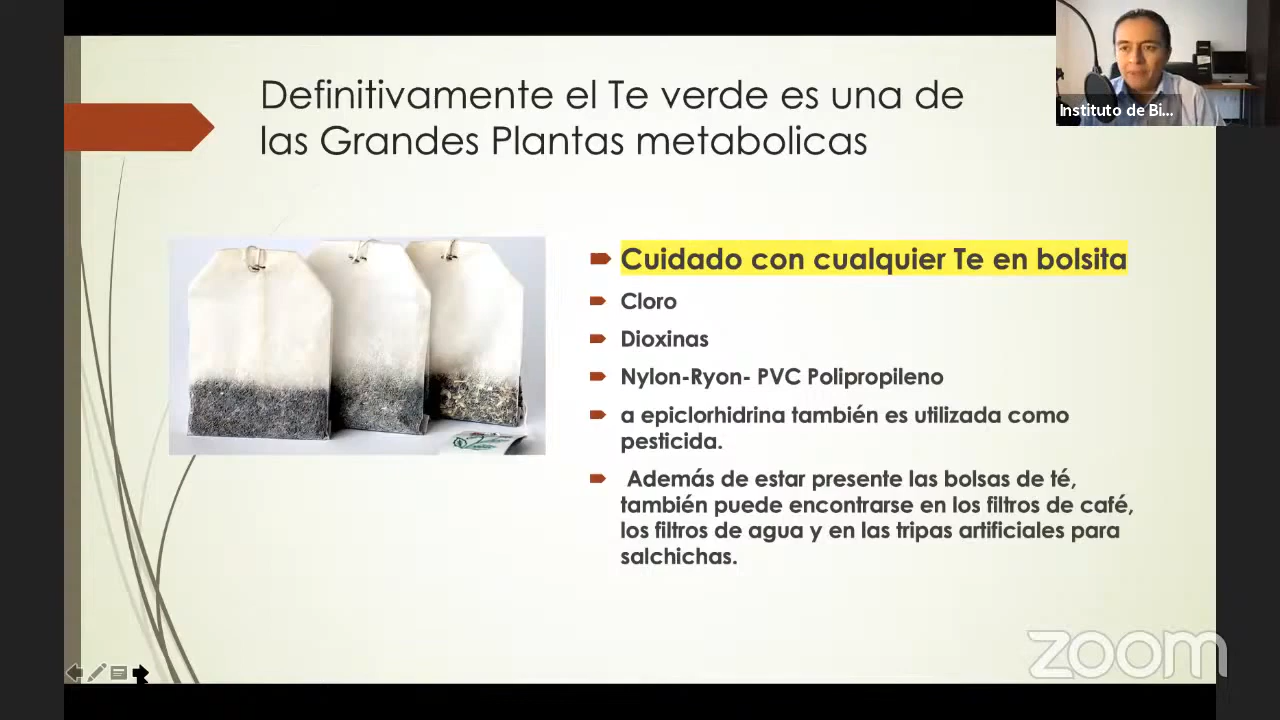 Definitivamente el Te verde es una de
las Grandes Plantas metabolicas
Instituto de Bi...
Cuidado con cualquier Te en bolsita
Cloro
Dioxinas
Nylon-Ryon- PVC Polipropileno
a epiclorhidrina también es utilizada como
pesticida.
Además de estar presente las bolsas de té,
también puede encontrarse en los filtros de café,
los filtros de agua y en las tripas artificiales para
salchichas.
zoom